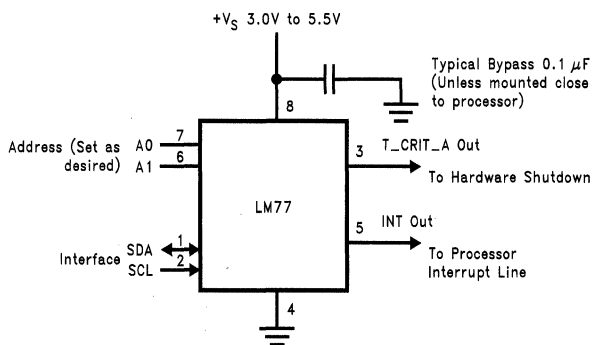 +VS 3.0V to 5.5V
Typical Bypass 0.1 μF
(Unless mounted close
to processor)
8
Address (Set as
desired)
A0
7
A1
6
3
T_CRIT_A Out
To Hardware Shutdown
LM77
5
INT Out
To Processor
Interrupt Line
Interface
SDA
1
SCL
2
4